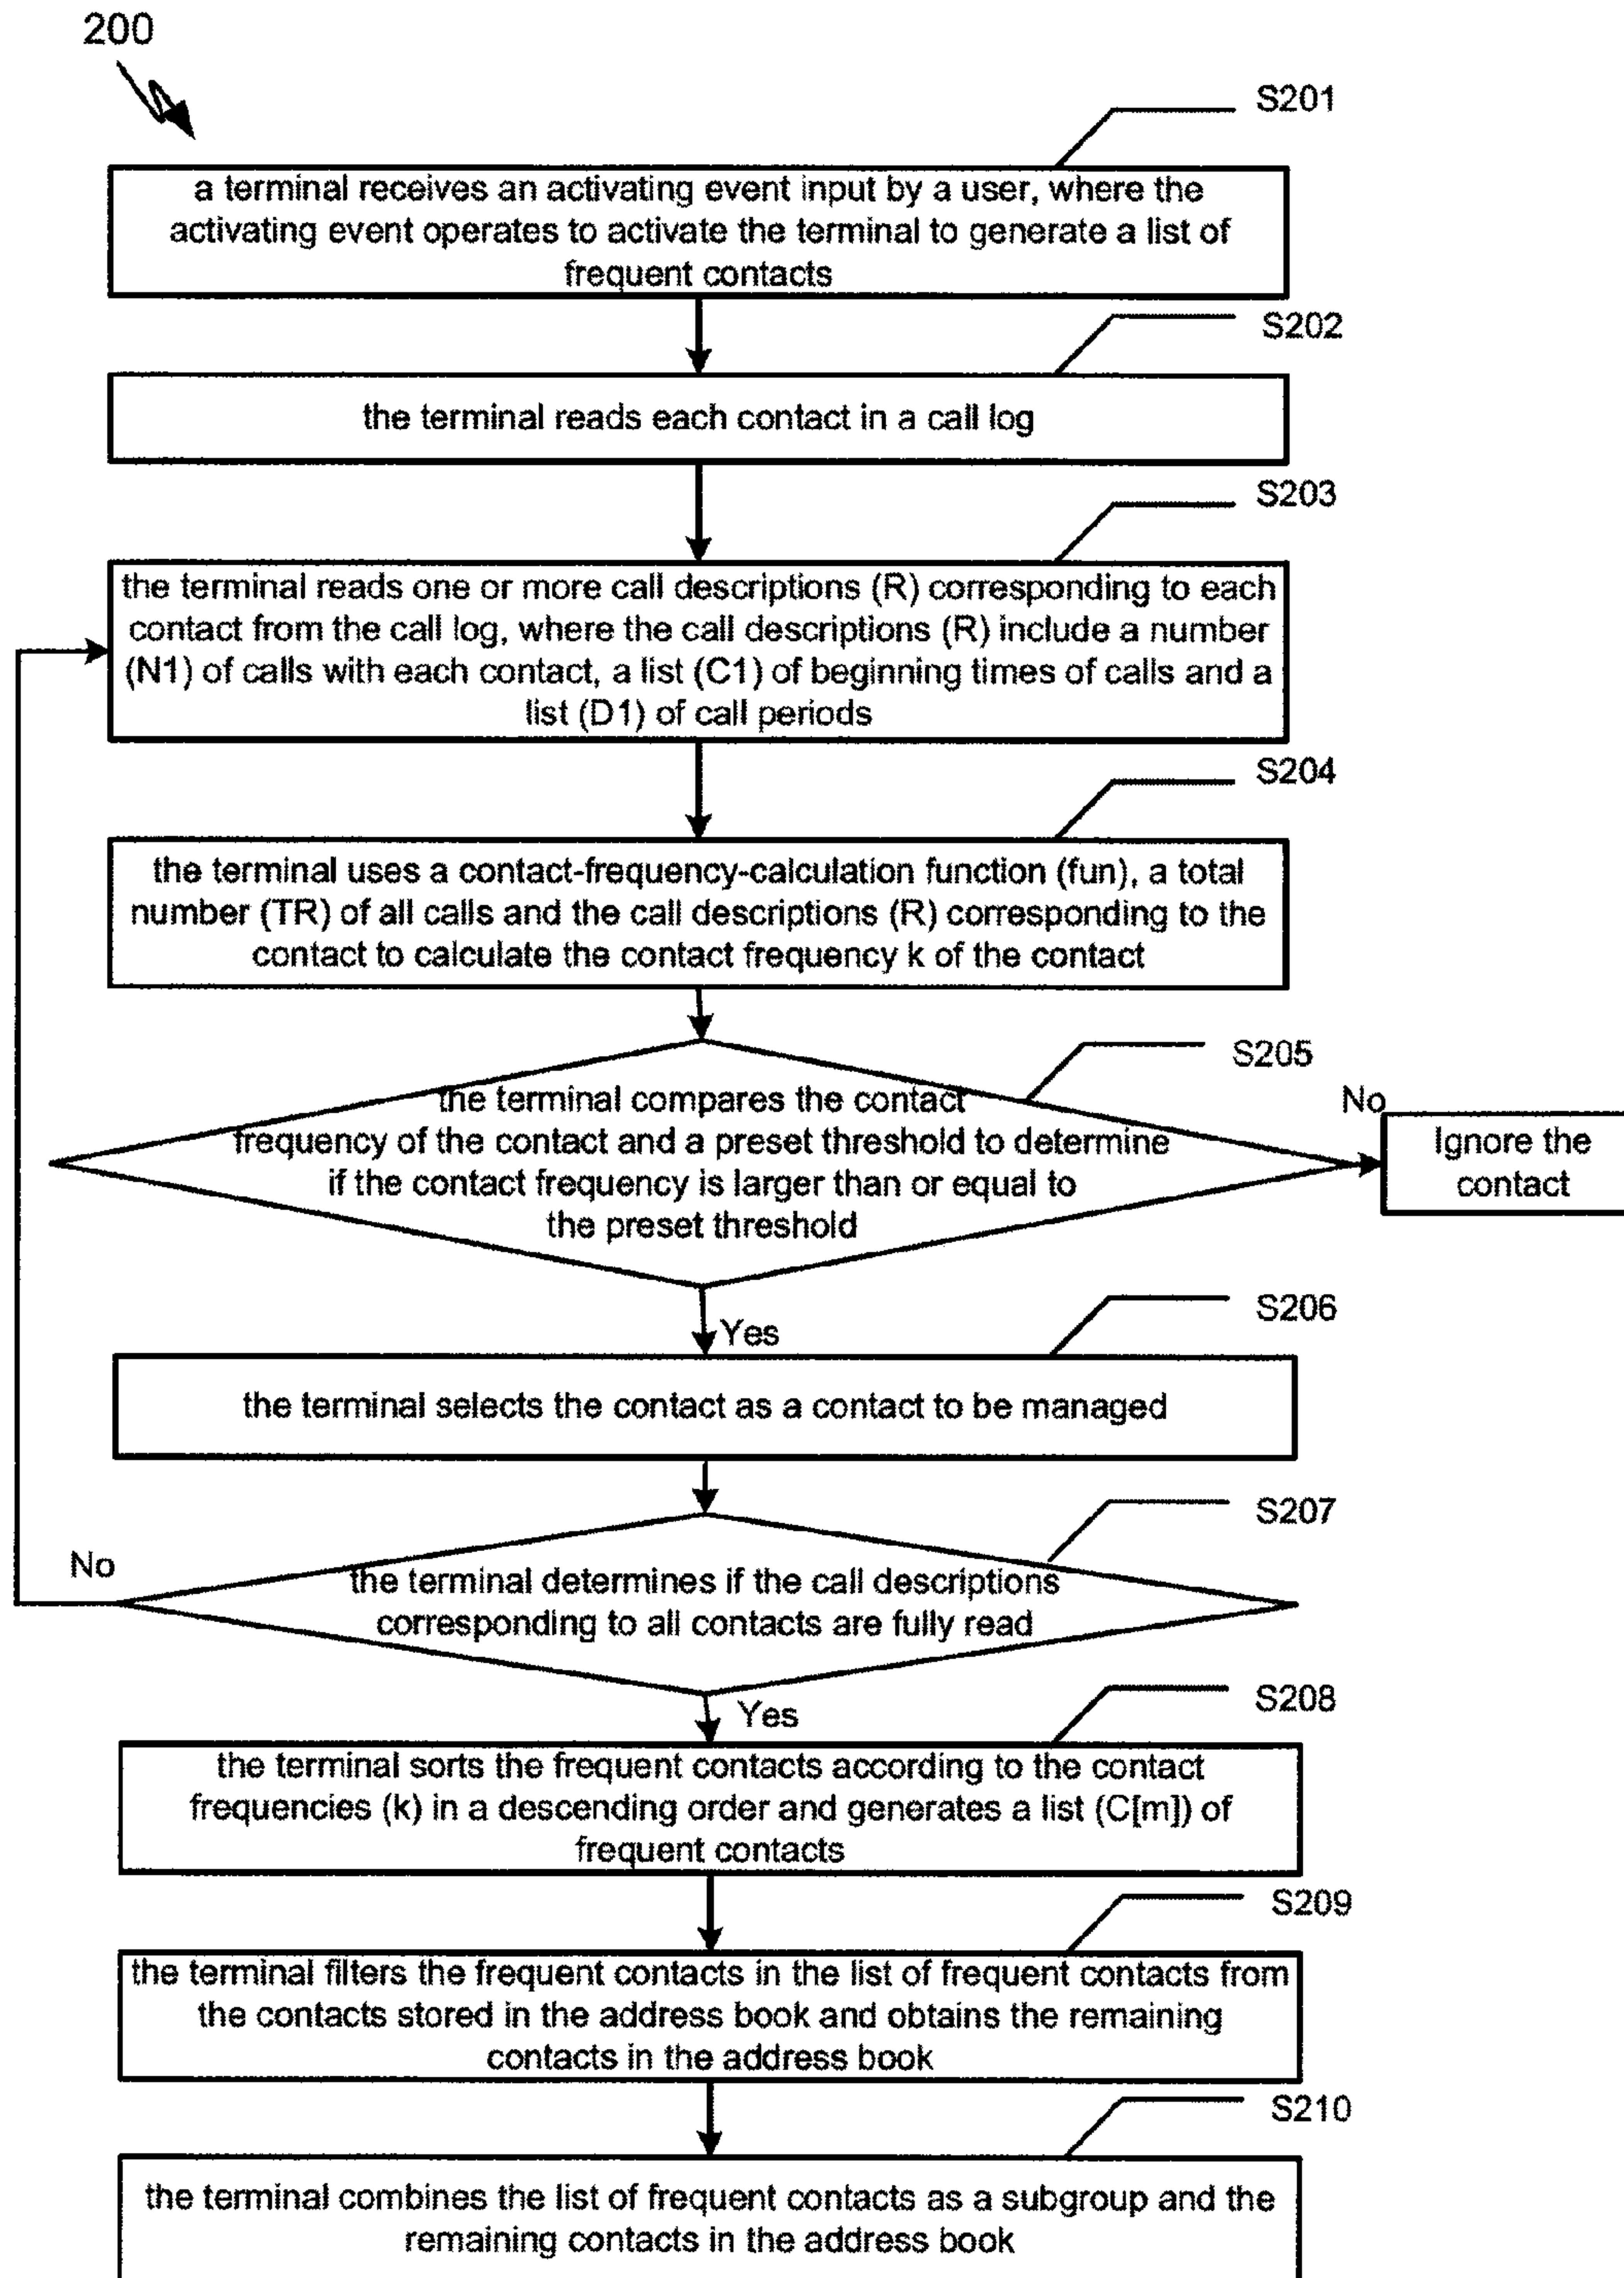 200
S201
a terminal receives an activating event input by a user, where the
activating event operates to activate the terminal to generate a list of
frequent contacts
S202
the terminal reads each contact in a call log
S203
the terminal reads one or more call descriptions (R) corresponding to each
contact from the call log, where the call descriptions (R) include a number
(N1) of calls with each contact, a list (C1) of beginning times of calls and a
list (D1) of call periods
S204
the terminal uses a contact-frequency-calculation function (fun), a total
number (TR) of all calls and the call descriptions (R) corresponding to the
contact to calculate the contact frequency k of the contact
S205
the terminal compares the contact
frequency of the contact and a preset threshold to determine
if the contact frequency is larger than or equal to
the preset threshold
No
Ignore the
contact
Yes
S206
the terminal selects the contact as a contact to be managed
S207
No
the terminal determines if the call descriptions
corresponding to all contacts are fully read
Yes
S208
the terminal sorts the frequent contacts according to the contact
frequencies (k) in a descending order and generates a list (C[m]) of
frequent contacts
S209
the terminal filters the frequent contacts in the list of frequent contacts from
the contacts stored in the address book and obtains the remaining
contacts in the address book
S210
the terminal combines the list of frequent contacts as a subgroup and the
remaining contacts in the address book